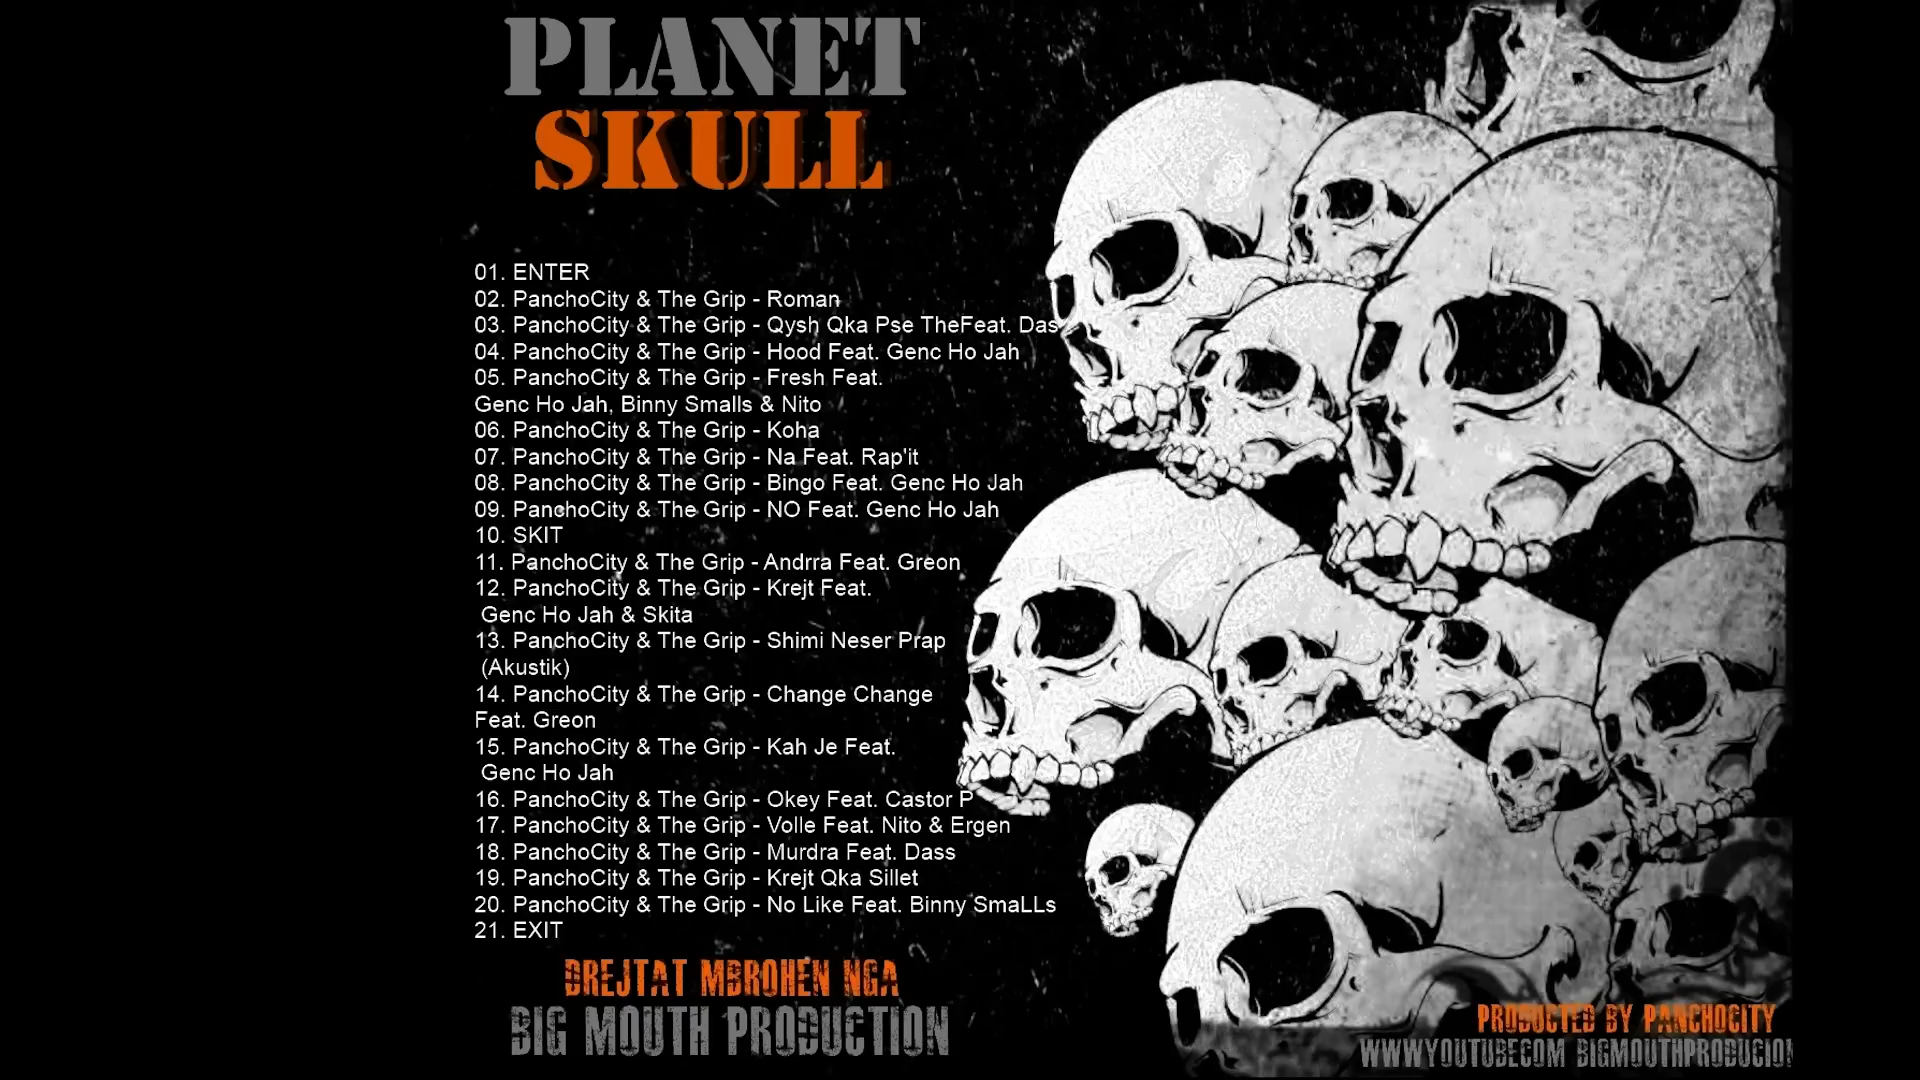 PLANET
SKULL
01. ENTER
02. PanchoCity & The Grip - Roman
03. PanchoCity & The Grip - Qysh Qka Pse TheFeat. Das
04. PanchoCity & The Grip - Hood Feat. Genc Ho Jah
05. PanchoCity & The Grip - Fresh Feat.
Genc Ho Jah, Binny Smalls & Nito
06. PanchoCity & The Grip - Koha
07. PanchoCity & The Grip - Na Feat. Rap'it
08. PanchoCity & The Grip - Bingo Feat. Genc Ho Jah
09. PanchoCity & The Grip - NO Feat. Genc Ho Jah
10. SKIT
11. PanchoCity & The Grip - Andrra Feat. Greon
12. PanchoCity & The Grip - Krejt Feat.
Genc Ho Jah & Skita
13. PanchoCity & The Grip - Shimi Neser Prap
(Akustik)
14. PanchoCity & The Grip - Change Change
Feat. Greon
15. PanchoCity & The Grip - Kah Je Feat.
Genc Ho Jah
16. PanchoCity & The Grip - Okey Feat. Castor P
17. PanchoCity & The Grip - Volle Feat. Nito & Ergen
18. PanchoCity & The Grip - Murdra Feat. Dass
19. PanchoCity & The Grip - Krejt Qka Sillet
20. PanchoCity & The Grip - No Like Feat. Binny SmaLLs
21. EXIT
DREJTAT MBROHEN NGA
BIG MOUTH PRODUCTION
PRODUCTED BY PANCHOCITY
WWWYOUTUBECOM BIGMOUTHPRODUCION